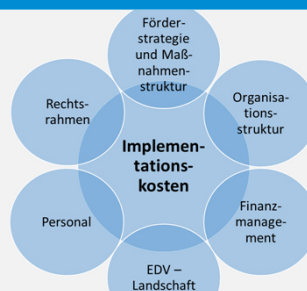 Förder-
strategie
und Maß-
nahmen-
struktur
Organisa-
tions-
struktur
Finanz-
manage-
ment
EDV –
Landschaft
Personal
Rechts-
rahmen
Implemen-
tations-
kosten